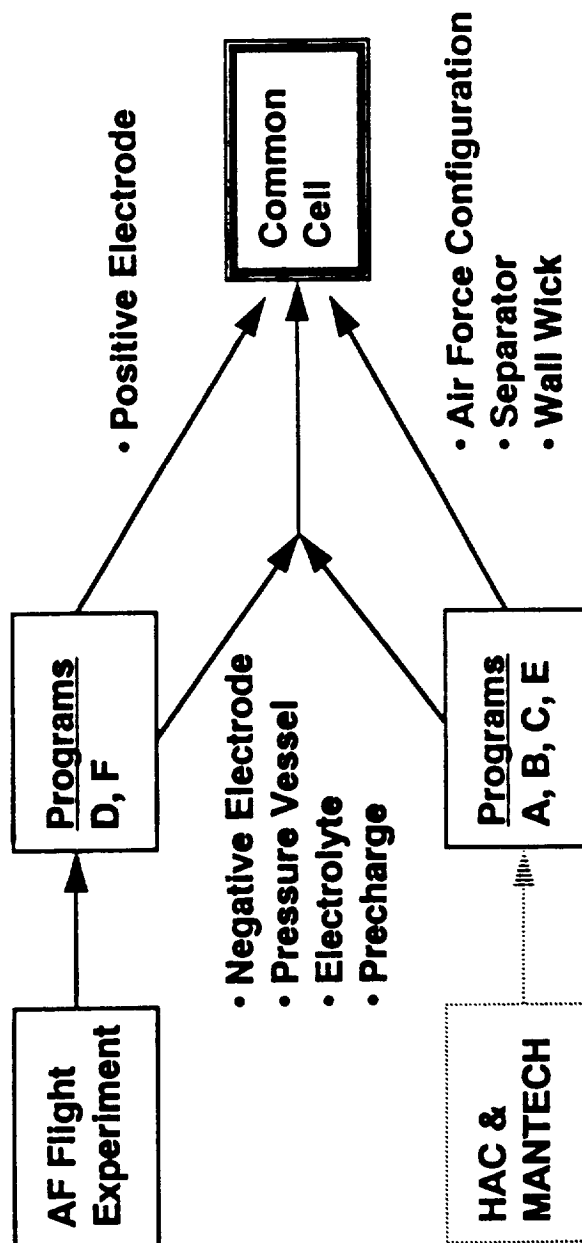 AF Flight
Experiment
Programs
D, F
• Positive Electrode
• Negative Electrode
• Pressure Vessel
• Electrolyte
• Precharge
Common
Cell
HAC &
MANTECH
Programs
A, B, C, E
• Air Force Configuration
• Separator
• Wall Wick